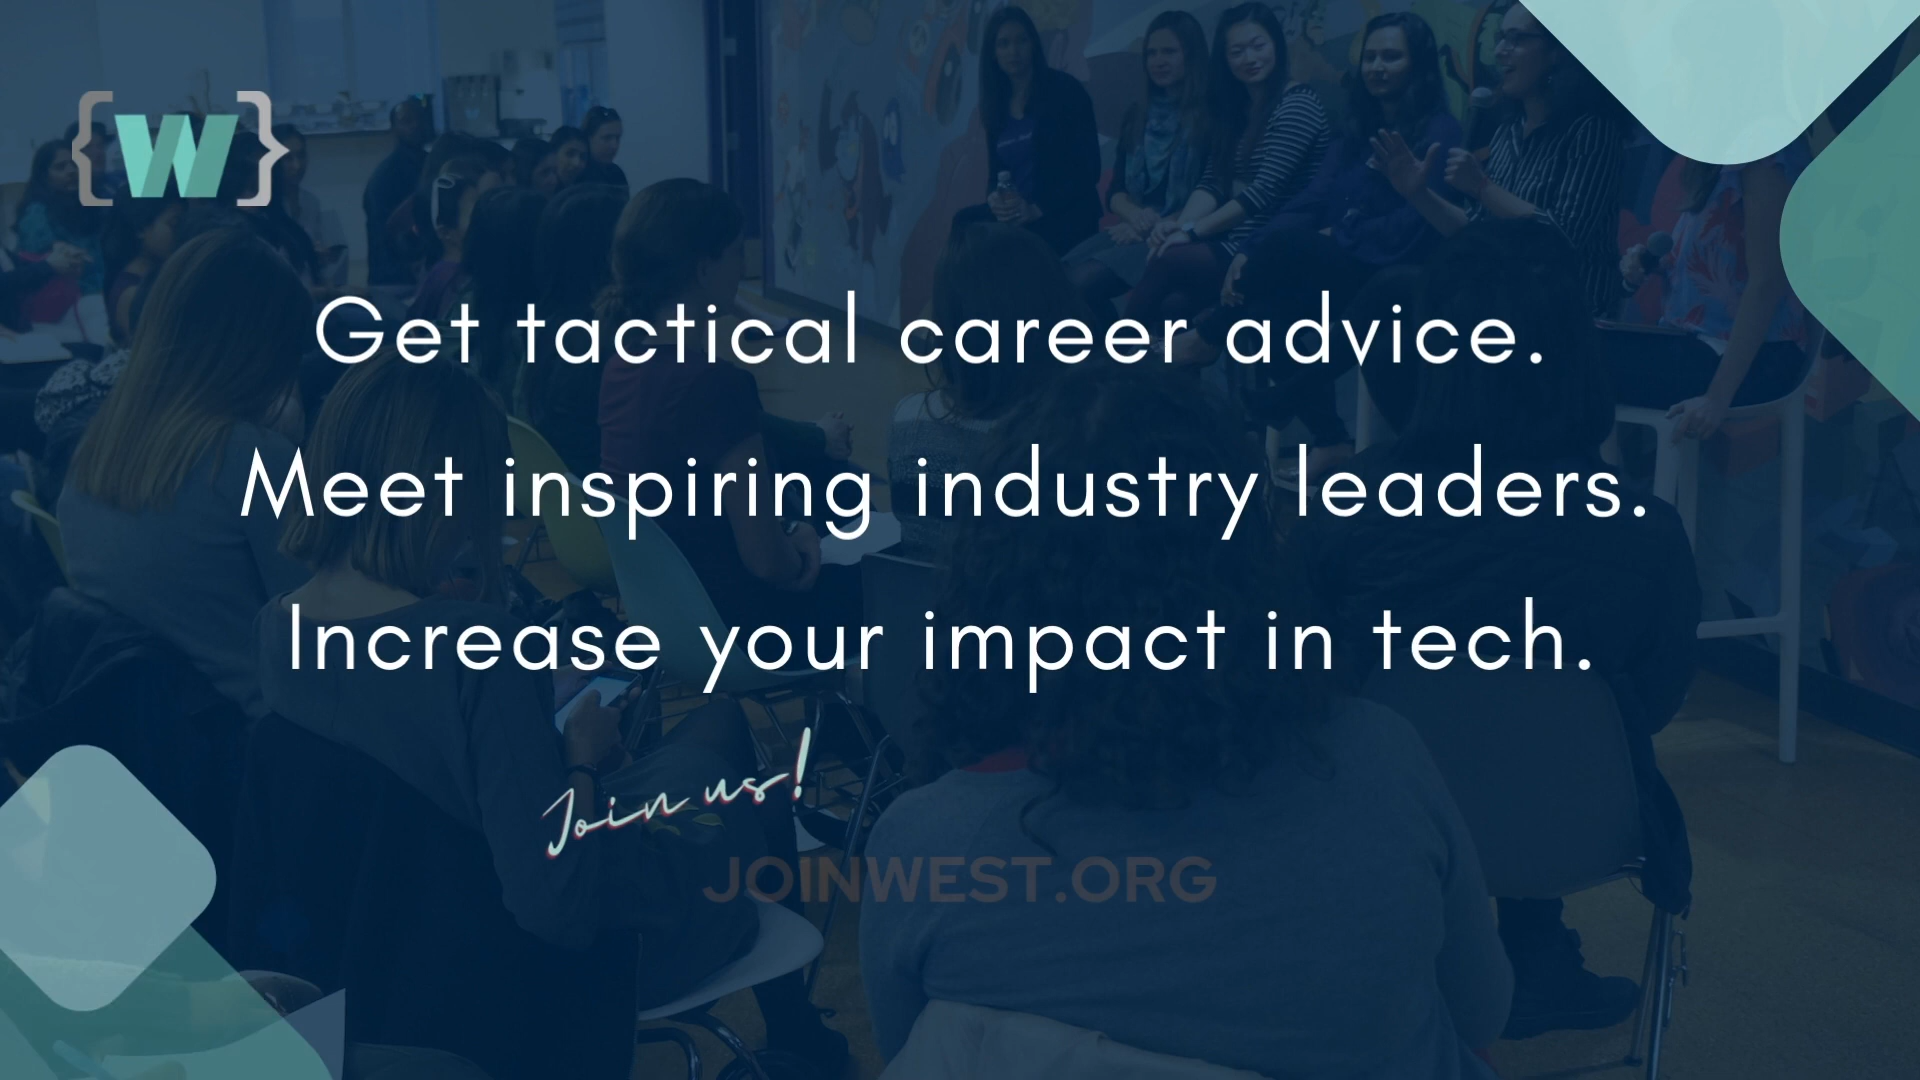 {W}
Get tactical career advice.
Meet inspiring industry leaders.
Increase your impact in tech.
Join us!
JOINWEST.ORG